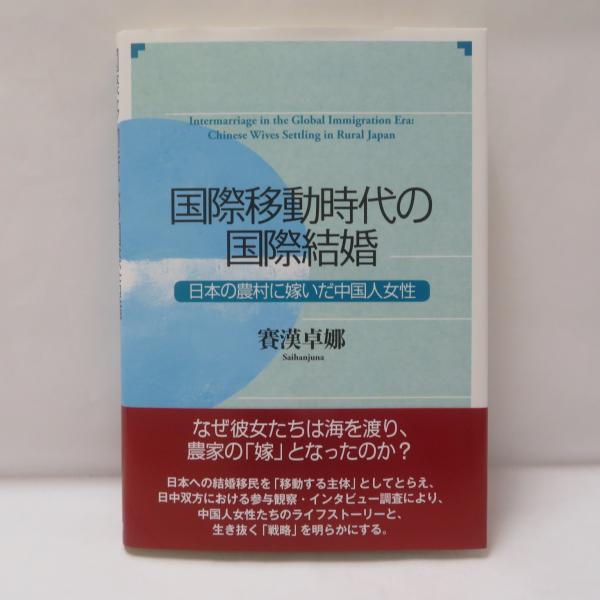 Intermarriage in the Global Immigration Era:
Chinese Wives Settling in Rural Japan
国際移動時代の
国際結婚
日本の農村に嫁いだ中国人女性
賽漢卓娜
Saihanjuna
なぜ彼女たちは海を渡り、
農家の「嫁」となったのか？
日本への結婚移民を「移動する主体」としてとらえ、
日中双方における参与観察・インタビュー調査により、
中国人女性たちのライフストーリーと、
生き抜く「戦略」を明らかにする。